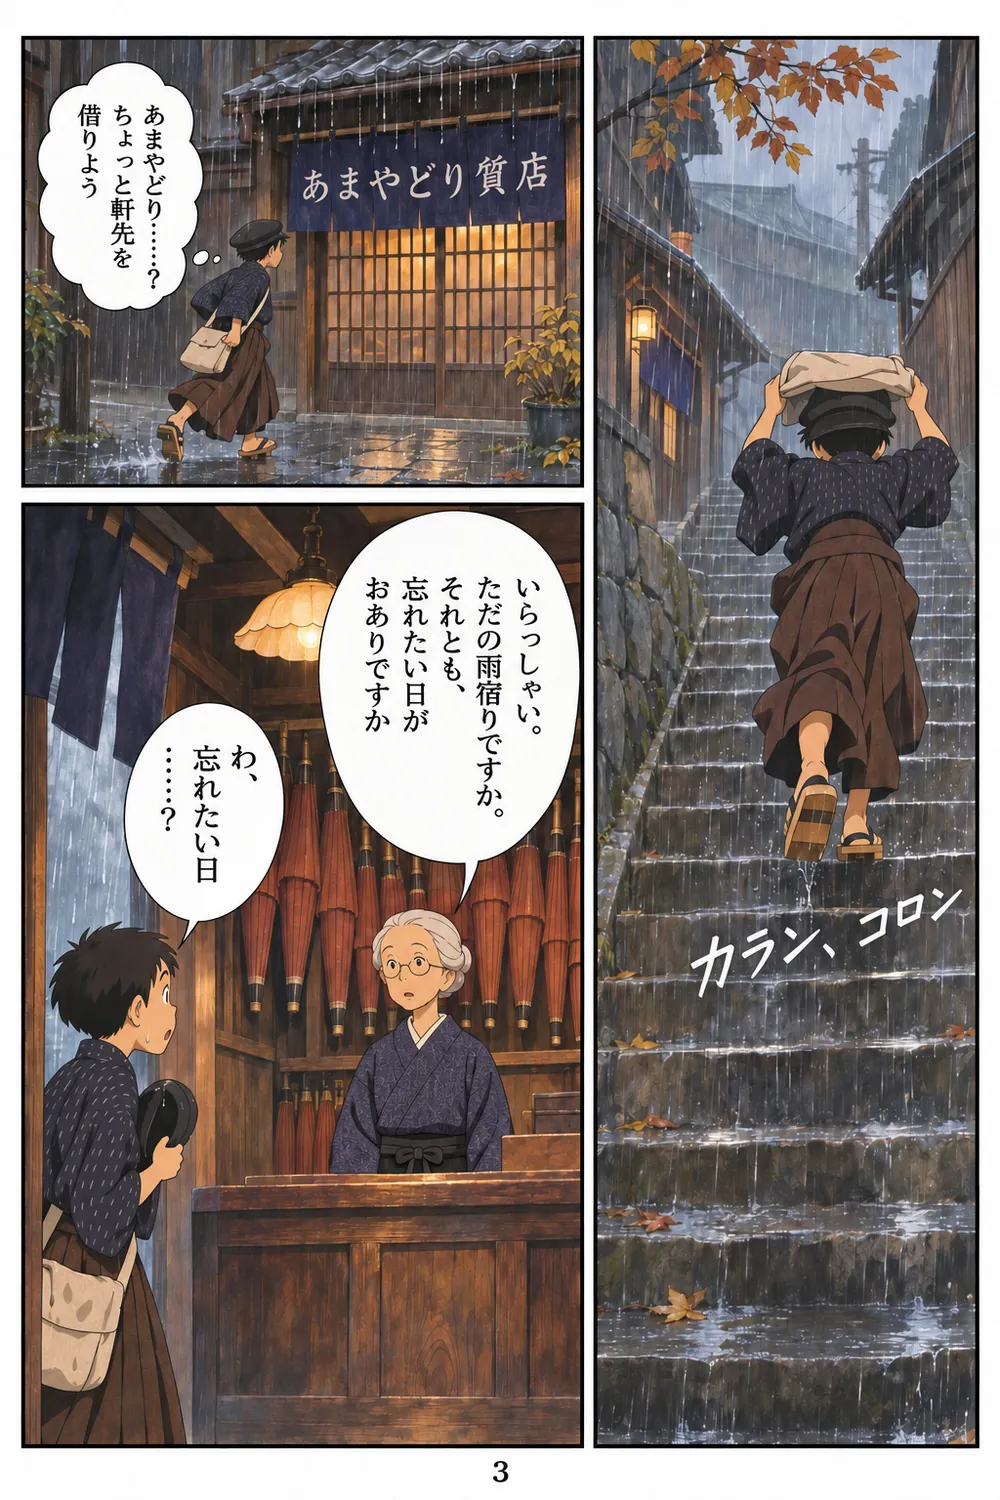 カラン、コロン
あまやどり質店
あまやどり……？
ちょっと軒先を
借りよう
いらっしゃい。
ただの雨宿りですか。
それとも、
忘れたい日が
おありですか
わ、
忘れたい日
……？
3